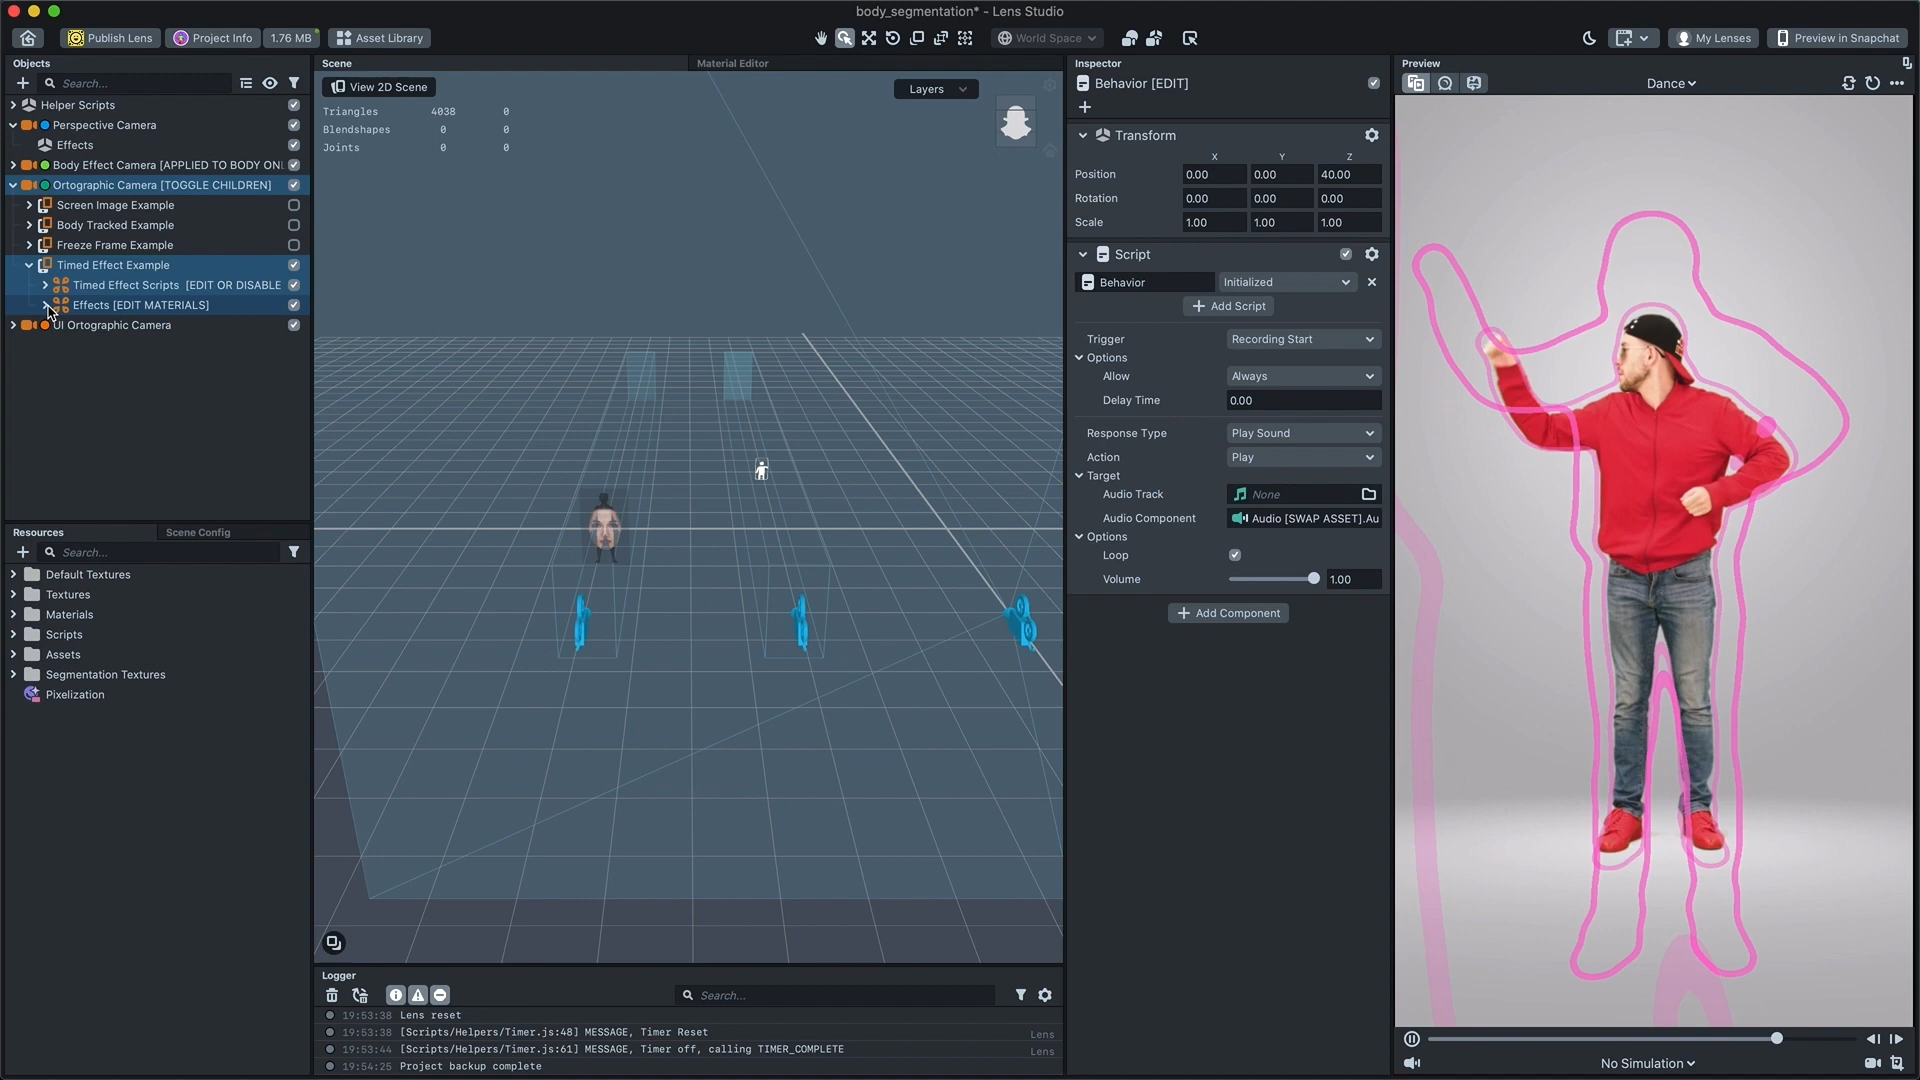 body_segmentation* - Lens Studio
Publish Lens
Project Info
1.76 MB
Asset Library
World Space
My Lenses
Preview in Snapchat
Objects
Search...
Helper Scripts
Perspective Camera
Effects
Body Effect Camera [APPLIED TO BODY ONL
Ortographic Camera [TOGGLE CHILDREN]
Screen Image Example
Body Tracked Example
Freeze Frame Example
Timed Effect Example
Timed Effect Scripts [EDIT OR DISABLE
Effects [EDIT MATERIALS]
UI Ortographic Camera
Resources
Scene Config
Search...
Default Textures
Textures
Materials
Scripts
Assets
Segmentation Textures
Pixelization
Scene
Material Editor
View 2D Scene
Layers
Triangles 4038 0
Blendshapes 0 0
Joints 0 0
Logger
Search...
19:53:38 Lens reset
19:53:38 [Scripts/Helpers/Timer.js:48] MESSAGE, Timer Reset Lens
19:53:44 [Scripts/Helpers/Timer.js:61] MESSAGE, Timer off, calling TIMER_COMPLETE Lens
19:54:25 Project backup complete
Inspector
Behavior [EDIT]
Transform
X Y Z
Position 0.00 0.00 40.00
Rotation 0.00 0.00 0.00
Scale 1.00 1.00 1.00
Script
Behavior Initialized
Add Script
Trigger Recording Start
Options
Allow Always
Delay Time 0.00
Response Type Play Sound
Action Play
Target
Audio Track None
Audio Component Audio [SWAP ASSET].Au
Options
Loop
Volume 1.00
Add Component
Preview
Dance
No Simulation